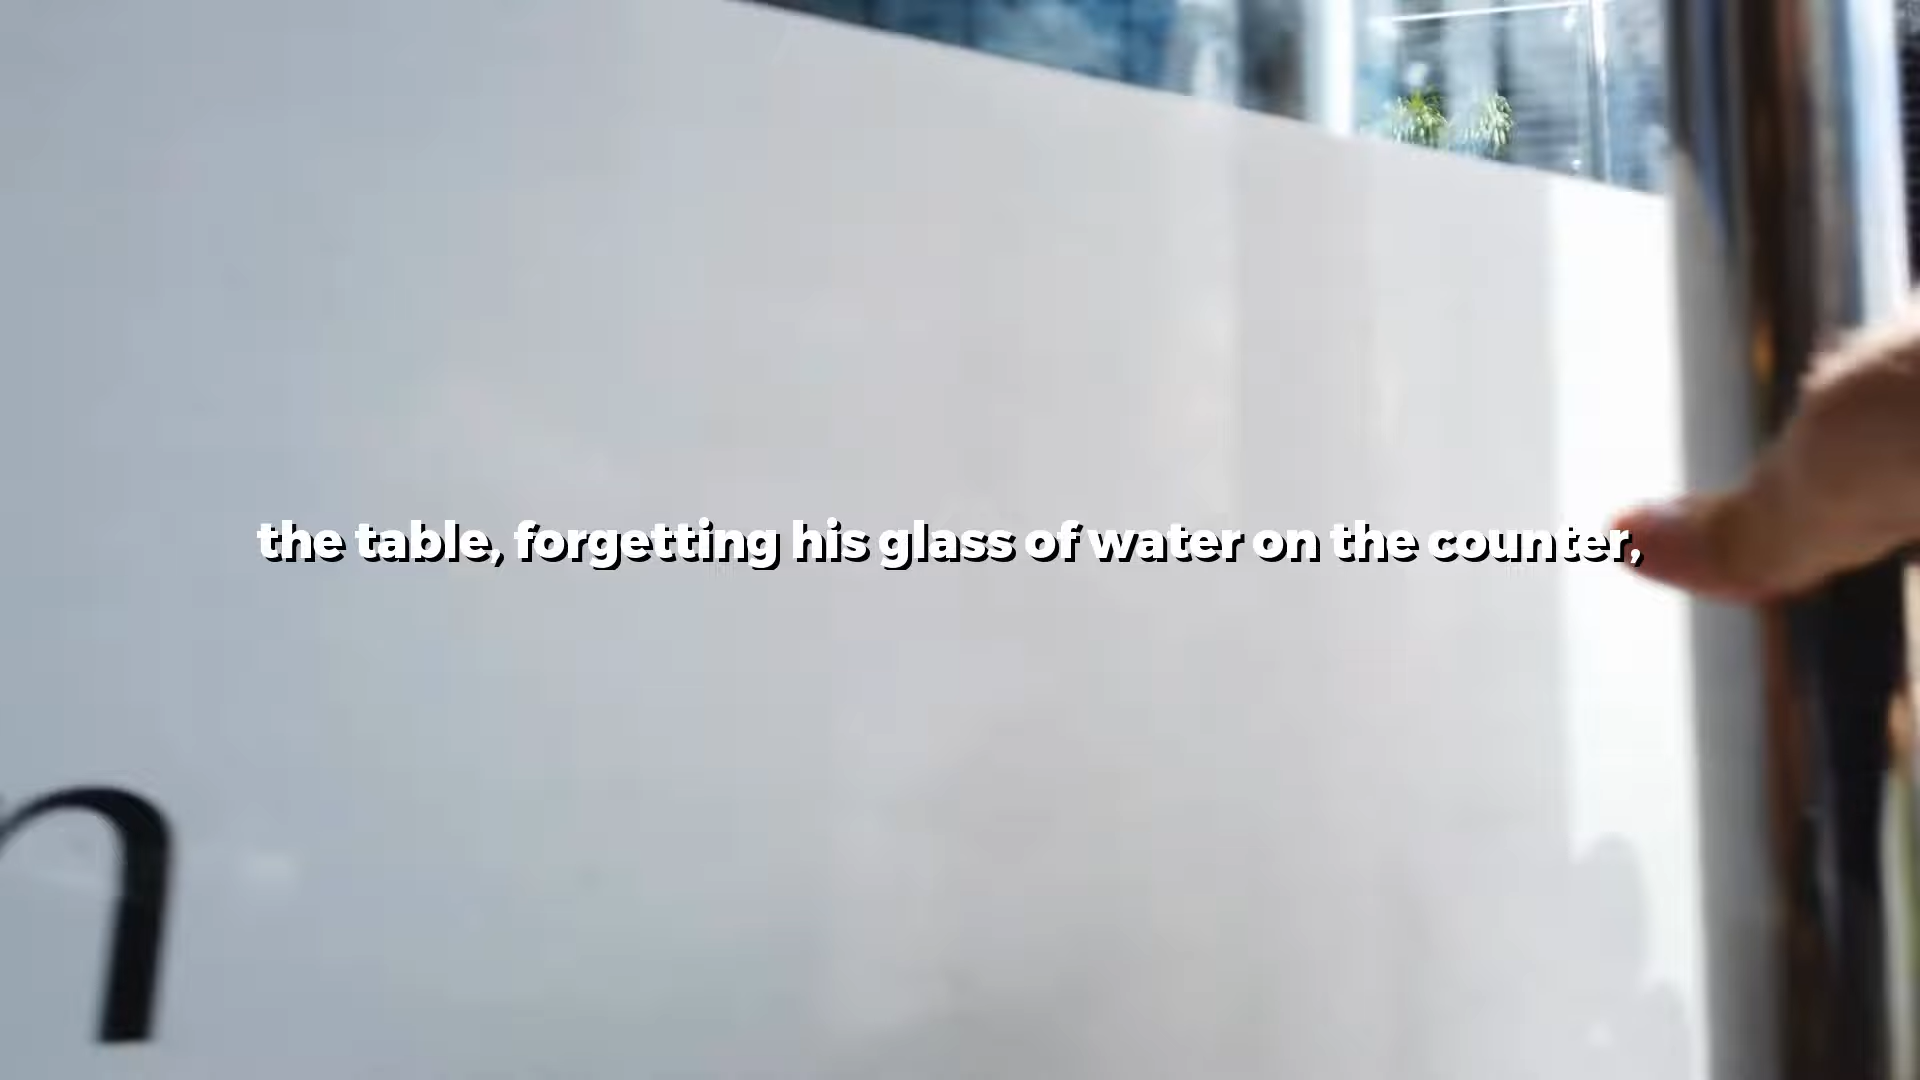 the table, forgetting his glass of water on the counter,
n